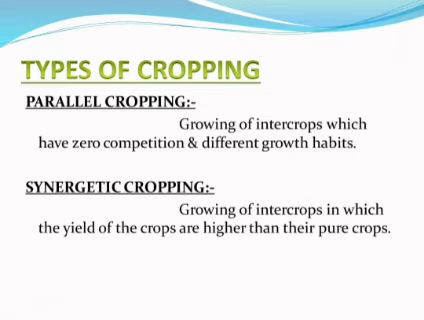 TYPES OF CROPPING
PARALLEL CROPPING:-
Growing of intercrops which
have zero competition & different growth habits.
SYNERGETIC CROPPING:-
Growing of intercrops in which
the yield of the crops are higher than their pure crops.